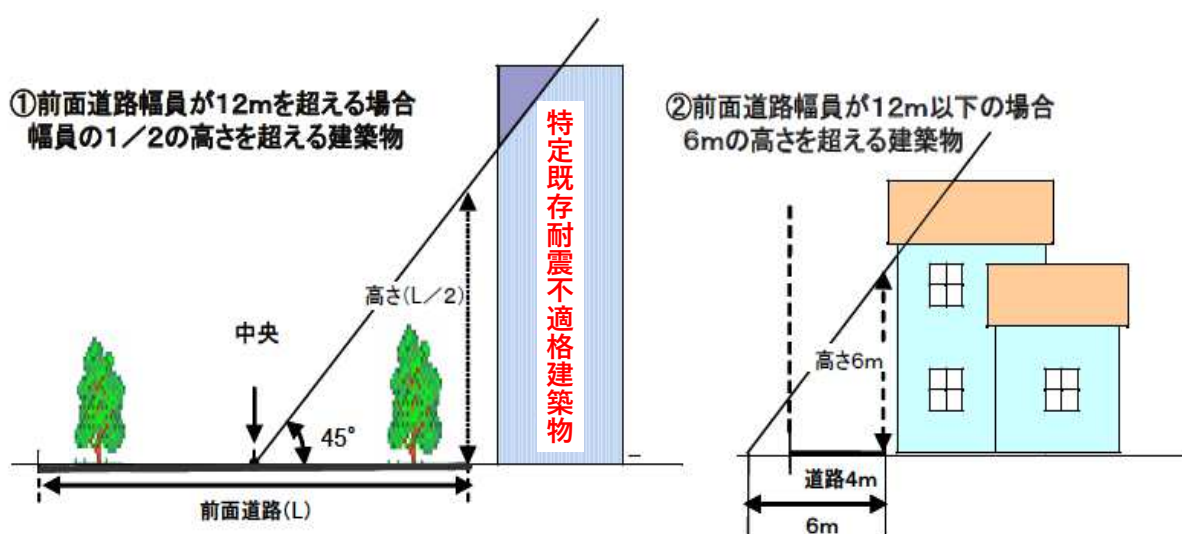 ①前面道路幅員が12mを超える場合
幅員の1/2の高さを超える建築物
特定既存耐震不適格建築物
高さ(L/2)
中央
45°
前面道路(L)
②前面道路幅員が12m以下の場合
6mの高さを超える建築物
高さ6m
道路4m
6m